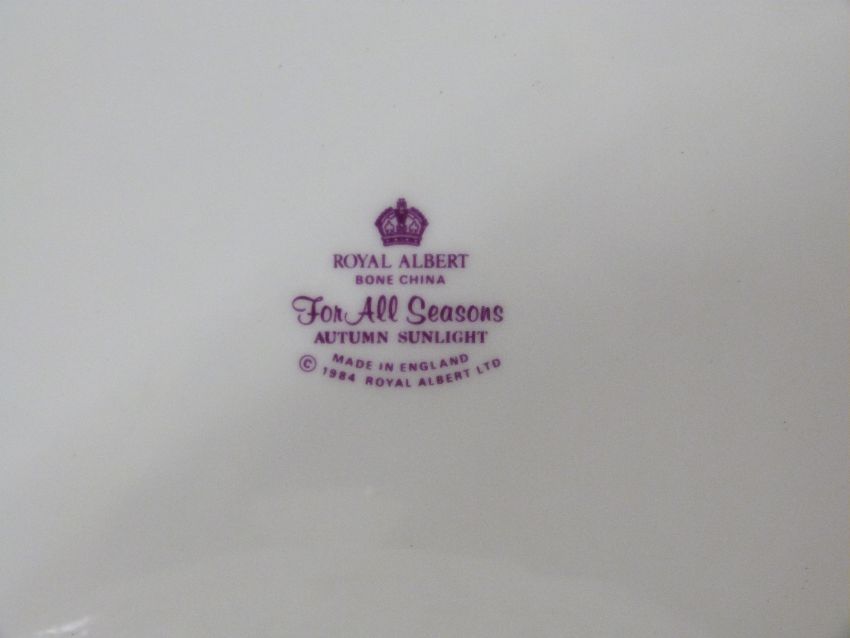 ROYAL ALBERT
BONE CHINA
For All Seasons
AUTUMN SUNLIGHT
MADE IN ENGLAND
© 1984 ROYAL ALBERT LTD